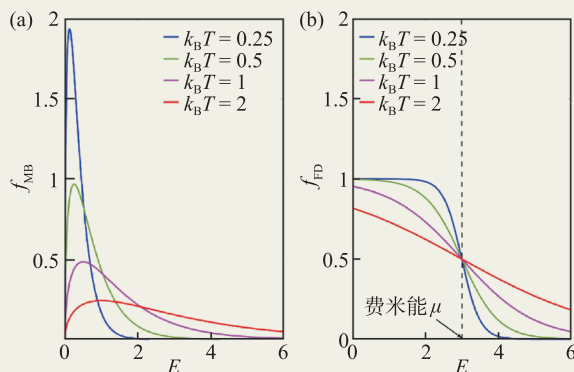 (a)
2
1.5
1
0.5
0
0
2
4
6
E
f_MB
k_BT = 0.25
k_BT = 0.5
k_BT = 1
k_BT = 2
(b)
2
1.5
1
0.5
0
0
2
4
6
E
f_FD
k_BT = 0.25
k_BT = 0.5
k_BT = 1
k_BT = 2
费米能μ